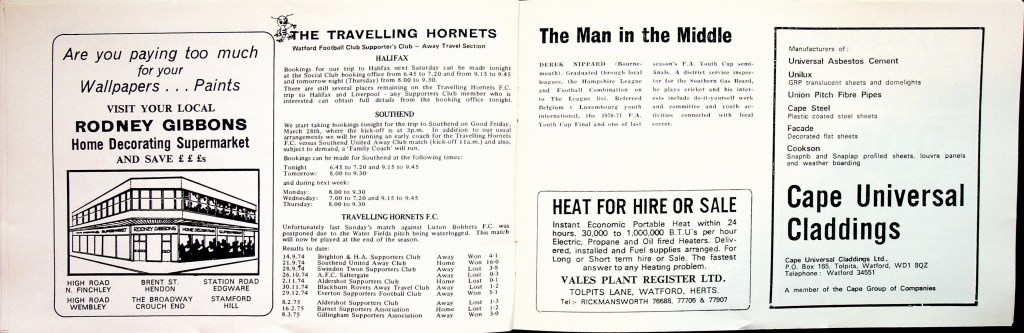 Are you paying too much
for your
Wallpapers . . . Paints
VISIT YOUR LOCAL
RODNEY GIBBONS
Home Decorating Supermarket
AND SAVE £ £ £s
RODNEY GIBBONS
HIGH ROAD
N. FINCHLEY
BRENT ST.
HENDON
STATION ROAD
EDGWARE
HIGH ROAD
WEMBLEY
THE BROADWAY
CROUCH END
STAMFORD
HILL
THE TRAVELLING HORNETS
Watford Football Club Supporter's Club — Away Travel Section
HALIFAX
Bookings for our trip to Halifax next Saturday can be made tonight
at the Social Club booking office from 6.45 to 7.20 and from 9.15 to 9.45
and tomorrow night (Thursday) from 8.00 to 9.30.
There are still several places remaining on the Travelling Hornets F.C.
trip to Halifax and Liverpool - any Supporters Club member who is
interested can obtain full details from the booking office tonight.
SOUTHEND
We start taking bookings tonight for the trip to Southend on Good Friday,
March 28th, where the kick-off is at 3p.m. In addition to our usual
arrangements we will be running an early coach for the Travelling Hornets
F.C. versus Southend United Away Club match (kick-off 11a.m.) and also,
subject to demand, a 'Family Coach' will run.
Bookings can be made for Southend at the following times:
Tonight 6.45 to 7.20 and 9.15 to 9.45
Tomorrow: 8.00 to 9.30
and during next week:
Monday: 8.00 to 9.30
Wednesday: 7.00 to 7.20 and 9.15 to 9.45
Thursday: 8.00 to 9.30
TRAVELLING HORNETS F.C.
Unfortunately last Sunday's match against Luton Bobbers F.C. was
postponed due to the Water Fields pitch being waterlogged. This match
will now be played at the end of the season.
Results to date:
14.9.74 Brighton & H.A. Supporters Club Away Won 4-1
21.9.74 Southend United Away Club Home Won 16-0
28.9.74 Swindon Town Supporters Club Away Lost 3-8
26.10.74 A.F.C. Saltergate Away Lost 0-3
2.11.74 Aldershot Supporters Club Home Lost 0-1
30.11.74 Blackburn Rovers Away Travel Club Away Lost 1-2
29.12.74 Everton Supporters Football Club Away Won 5-1
8.2.75 Aldershot Supporters Club Away Lost 1-3
16.2.75 Barnet Supporters Association Home Lost 1-2
8.3.75 Gillingham Supporters Association Away Won 3-0
The Man in the Middle
DEREK NIPPARD (Bourne-
mouth). Graduated through local
leagues, the Hampshire League
and Football Combination on
to The League list. Refereed
Belgium v Luxembourg youth
international, the 1970-71 F.A.
Youth Cup Final and one of last
season's F.A. Youth Cup semi-
finals. A district service inspec-
tor for the Southern Gas Board,
he plays cricket and his inter-
ests include do-it-yourself work
and committee and youth ac-
tivities connected with local
soccer.
HEAT FOR HIRE OR SALE
Instant Economic Portable Heat within 24
hours. 30,000 to 1,000,000 B.T.U's per hour
Electric, Propane and Oil fired Heaters. Deliv-
ered, installed and Fuel supplies arranged. For
Long or Short term Hire or Sale. The fastest
answer to any Heating problem.
VALES PLANT REGISTER LTD.
TOLPITS LANE, WATFORD, HERTS.
Tel :- RICKMANSWORTH 76688, 77705 & 77907
Manufacturers of :
Universal Asbestos Cement
Unilux
GRP translucent sheets and domelights
Union Pitch Fibre Pipes
Cape Steel
Plastic coated steel sheets
Facade
Decorated flat sheets
Cookson
Snaprib and Snaplap profiled sheets, louvre panels
and weather boarding
Cape Universal
Claddings
Cape Universal Claddings Ltd.,
P.O. Box 165, Tolpits, Watford, WD1 8QZ
Telephone : Watford 34551
A member of the Cape Group of Companies